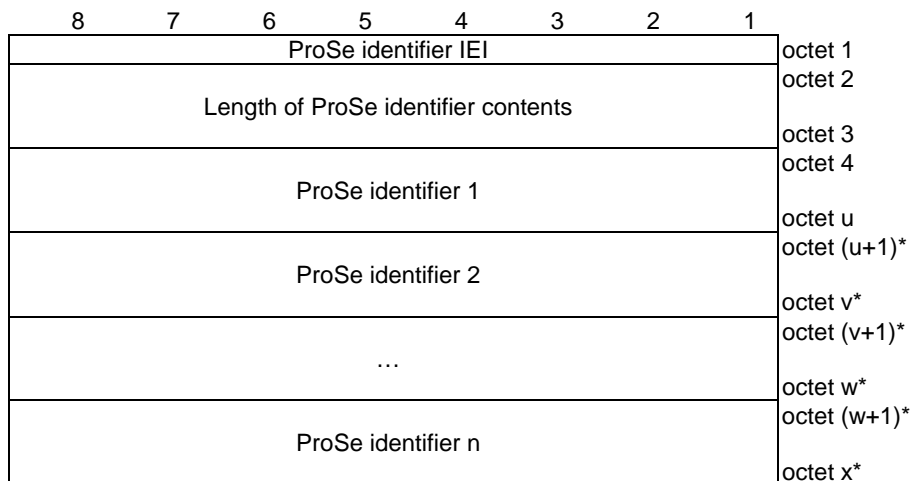 8 7 6 5 4 3 2 1
ProSe identifier IEI octet 1
octet 2
Length of ProSe identifier contents
octet 3
octet 4
ProSe identifier 1
octet u
octet (u+1)*
ProSe identifier 2
octet v*
octet (v+1)*
…
octet w*
octet (w+1)*
ProSe identifier n
octet x*